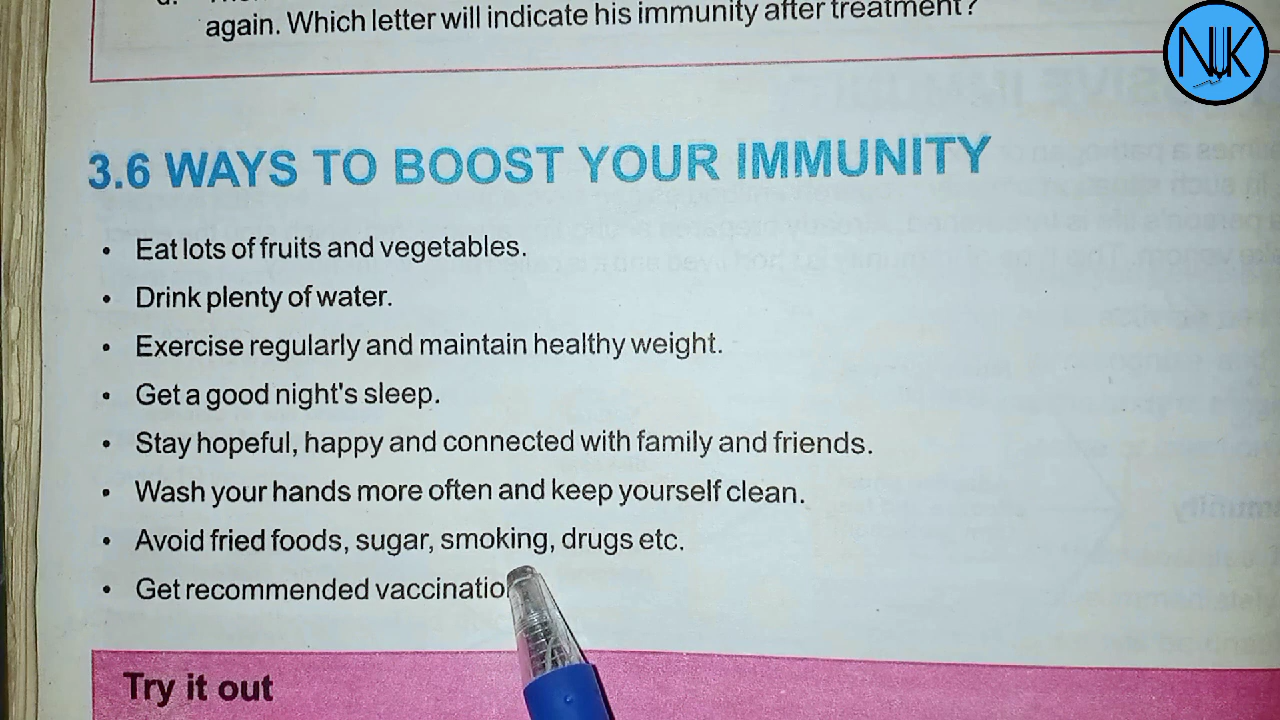 again. Which letter will indicate his immunity after treatment?
NJK
3.6 WAYS TO BOOST YOUR IMMUNITY
• Eat lots of fruits and vegetables.
• Drink plenty of water.
• Exercise regularly and maintain healthy weight.
• Get a good night's sleep.
• Stay hopeful, happy and connected with family and friends.
• Wash your hands more often and keep yourself clean.
• Avoid fried foods, sugar, smoking, drugs etc.
• Get recommended
Try it out